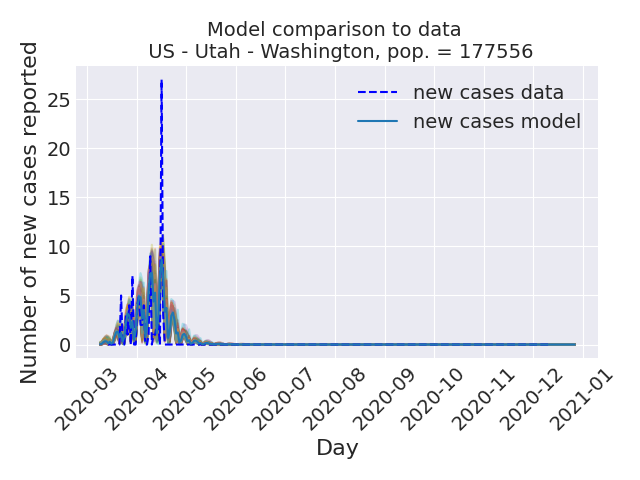 Model comparison to data
US - Utah - Washington, pop. = 177556
Number of new cases reported
25
20
15
10
5
0
new cases data
new cases model
2020-03
2020-04
2020-05
2020-06
2020-07
2020-08
2020-09
2020-10
2020-11
2020-12
2021-01
Day